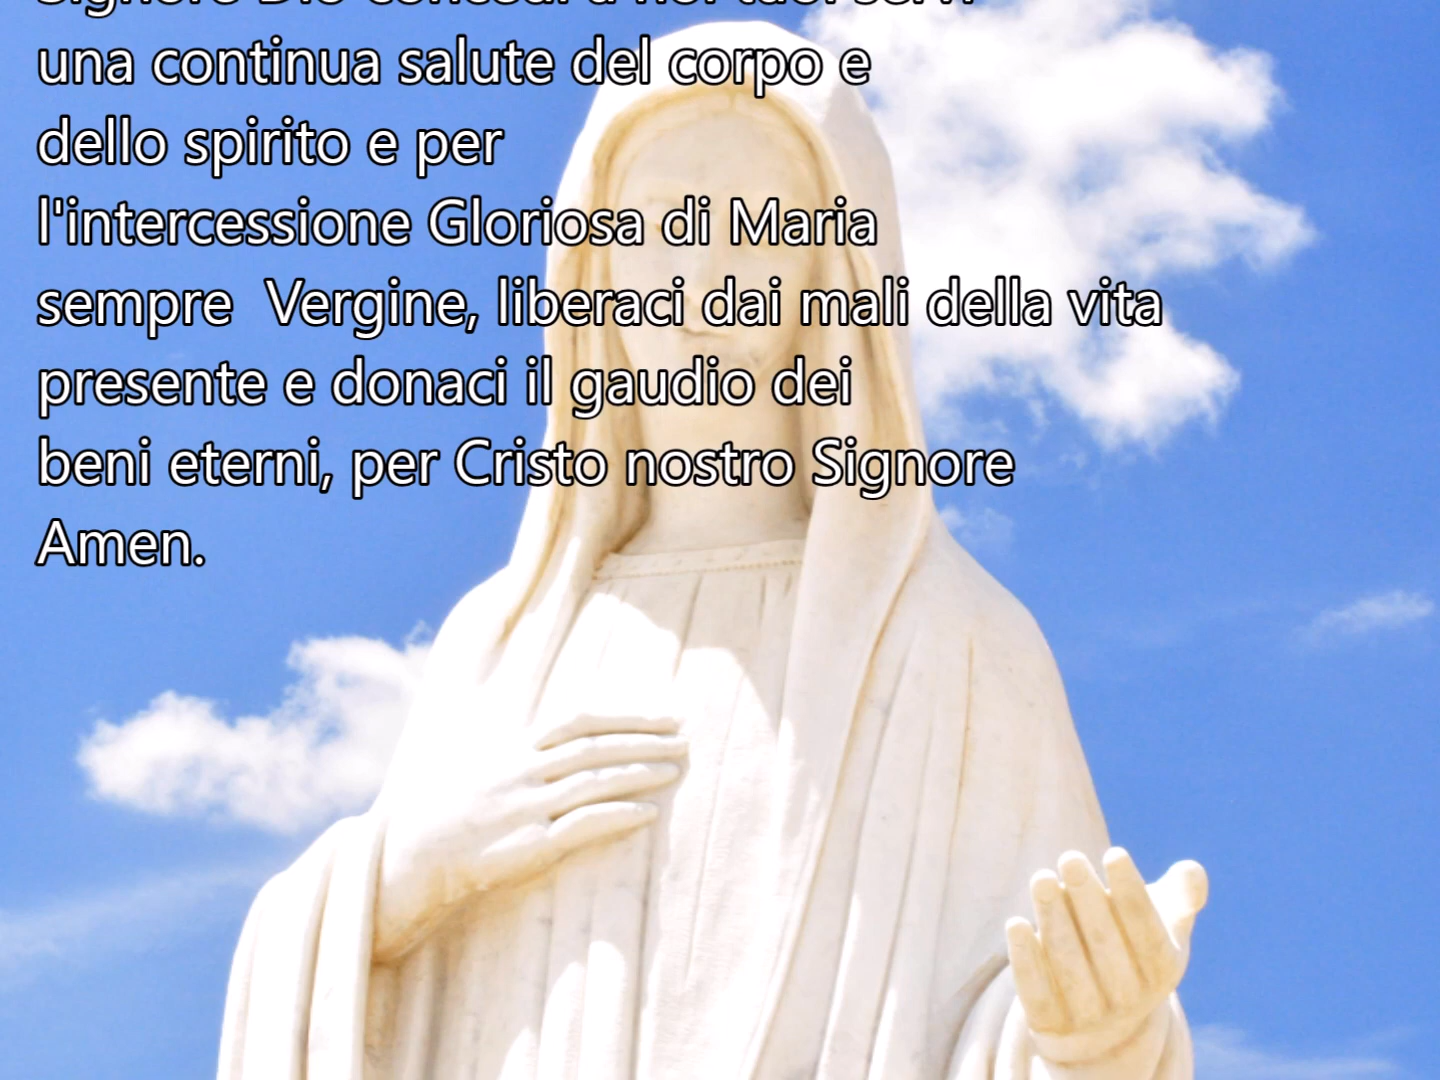 una continua salute del corpo e
dello spirito e per
l'intercessione Gloriosa di Maria
sempre  Vergine, liberaci dai mali della vita
presente e donaci il gaudio dei
beni eterni, per Cristo nostro Signore
Amen.